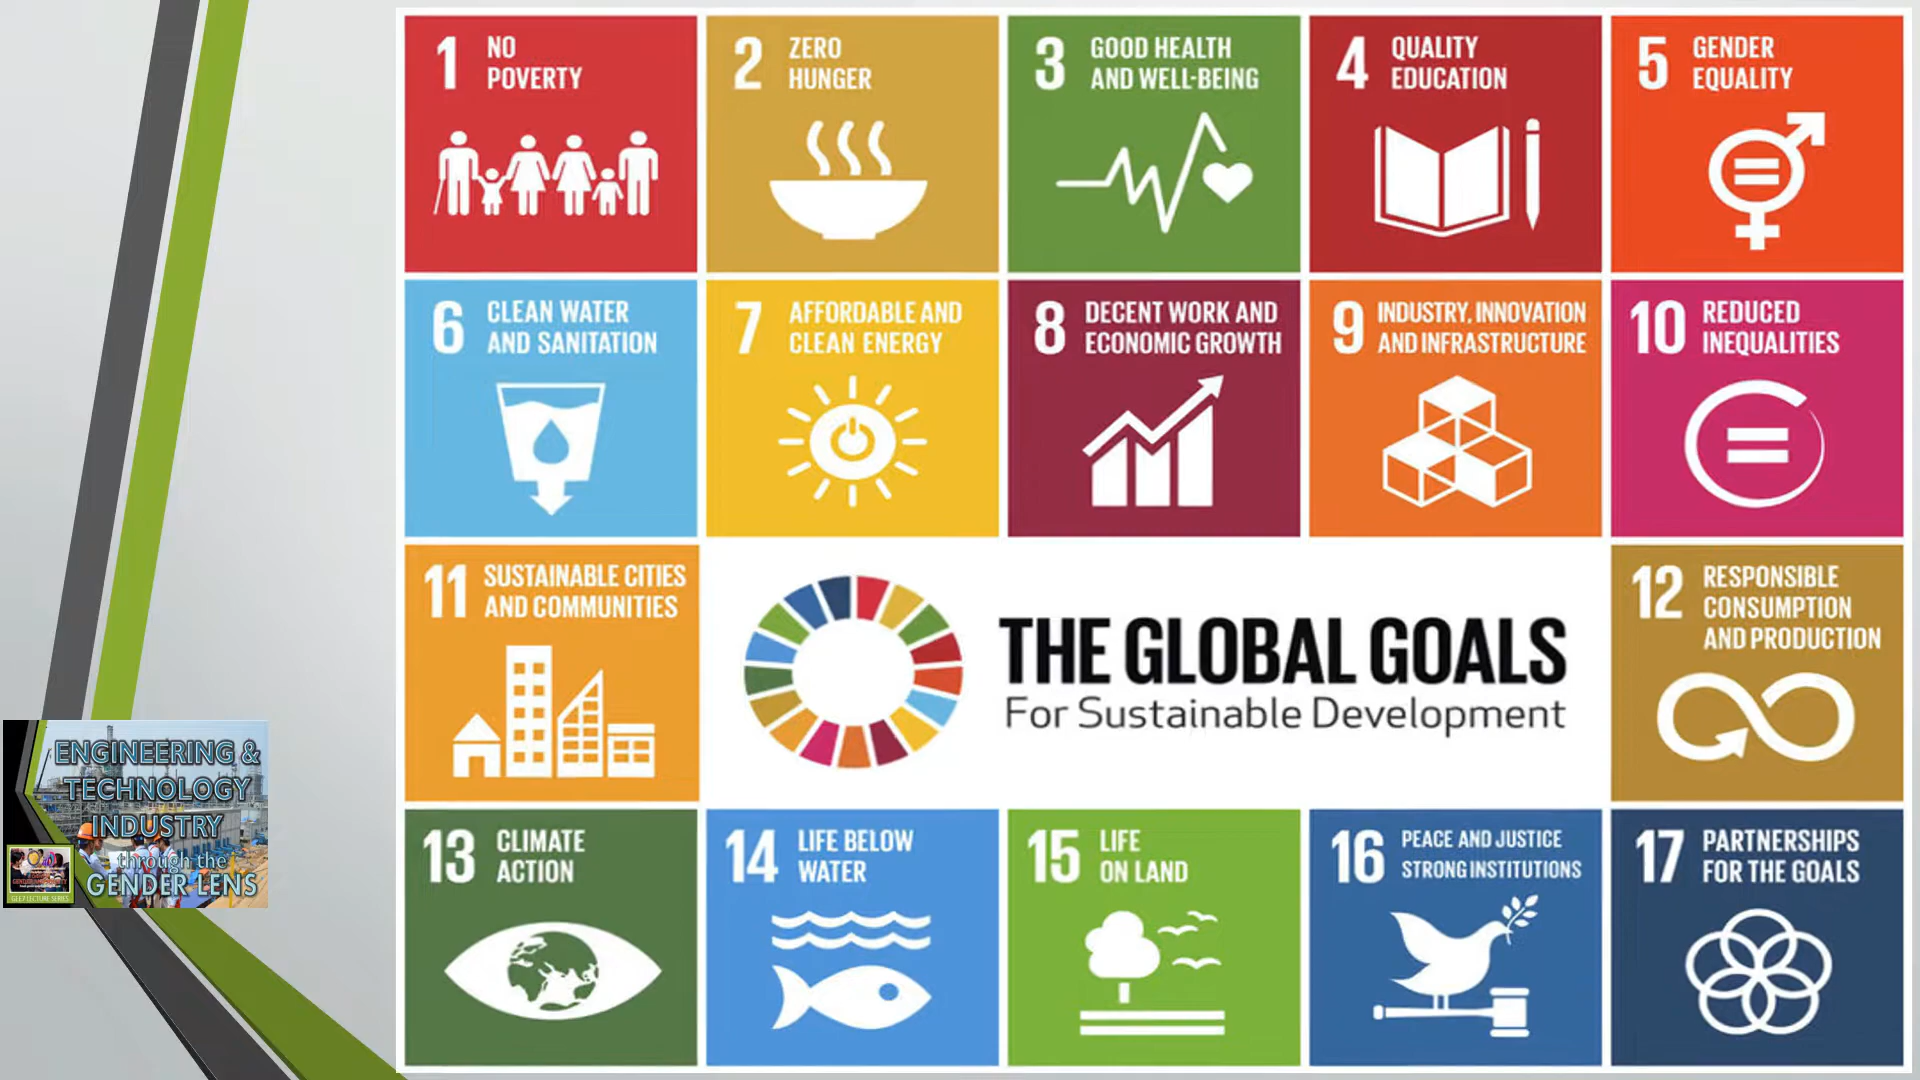 1 NO
POVERTY
2 ZERO
HUNGER
3 GOOD HEALTH
AND WELL-BEING
4 QUALITY
EDUCATION
5 GENDER
EQUALITY
6 CLEAN WATER
AND SANITATION
7 AFFORDABLE AND
CLEAN ENERGY
8 DECENT WORK AND
ECONOMIC GROWTH
9 INDUSTRY, INNOVATION
AND INFRASTRUCTURE
10 REDUCED
INEQUALITIES
11 SUSTAINABLE CITIES
AND COMMUNITIES
THE GLOBAL GOALS
For Sustainable Development
12 RESPONSIBLE
CONSUMPTION
AND PRODUCTION
13 CLIMATE
ACTION
14 LIFE BELOW
WATER
15 LIFE
ON LAND
16 PEACE AND JUSTICE
STRONG INSTITUTIONS
17 PARTNERSHIPS
FOR THE GOALS
ENGINEERING &
TECHNOLOGY
INDUSTRY
through the
GENDER LENS
LECTURE SERIES